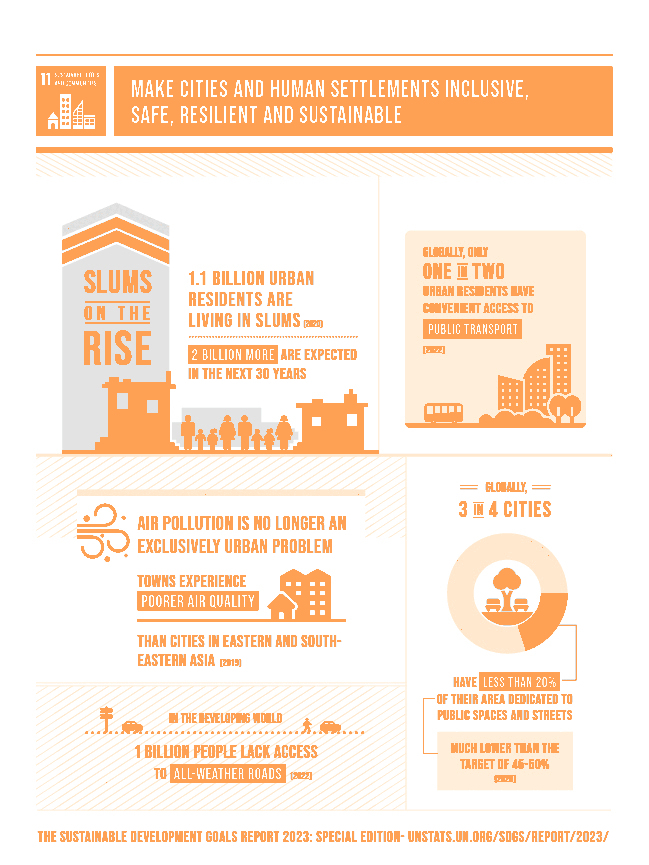 11 SUSTAINABLE CITIES
AND COMMUNITIES
MAKE CITIES AND HUMAN SETTLEMENTS INCLUSIVE,
SAFE, RESILIENT AND SUSTAINABLE
SLUMS
ON THE
RISE
1.1 BILLION URBAN
RESIDENTS ARE
LIVING IN SLUMS (2020)
2 BILLION MORE ARE EXPECTED
IN THE NEXT 30 YEARS
GLOBALLY, ONLY
ONE IN TWO
URBAN RESIDENTS HAVE
CONVENIENT ACCESS TO
PUBLIC TRANSPORT
(2022)
AIR POLLUTION IS NO LONGER AN
EXCLUSIVELY URBAN PROBLEM
TOWNS EXPERIENCE
POORER AIR QUALITY
THAN CITIES IN EASTERN AND SOUTH-
EASTERN ASIA (2019)
IN THE DEVELOPING WORLD
1 BILLION PEOPLE LACK ACCESS
TO ALL-WEATHER ROADS (2022)
GLOBALLY,
3 IN 4 CITIES
HAVE LESS THAN 20%
OF THEIR AREA DEDICATED TO
PUBLIC SPACES AND STREETS
MUCH LOWER THAN THE
TARGET OF 45-50%
(2020)
THE SUSTAINABLE DEVELOPMENT GOALS REPORT 2023: SPECIAL EDITION- UNSTATS.UN.ORG/SDGS/REPORT/2023/